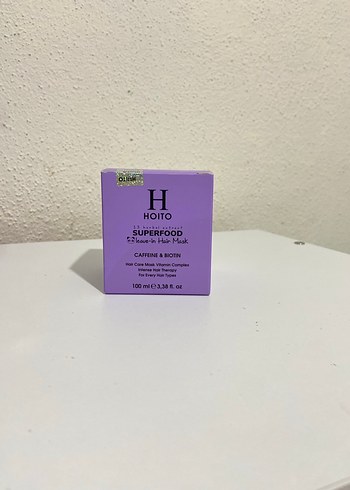 H
HOITO
SUPERFOOD
leave-in Hair Mask
CAFFEINE & BIOTIN
Hair Care Mask Vitamin Complex
Intense Hair Therapy
For Every Hair Types
100 ml ℮ 3,38 fl. oz